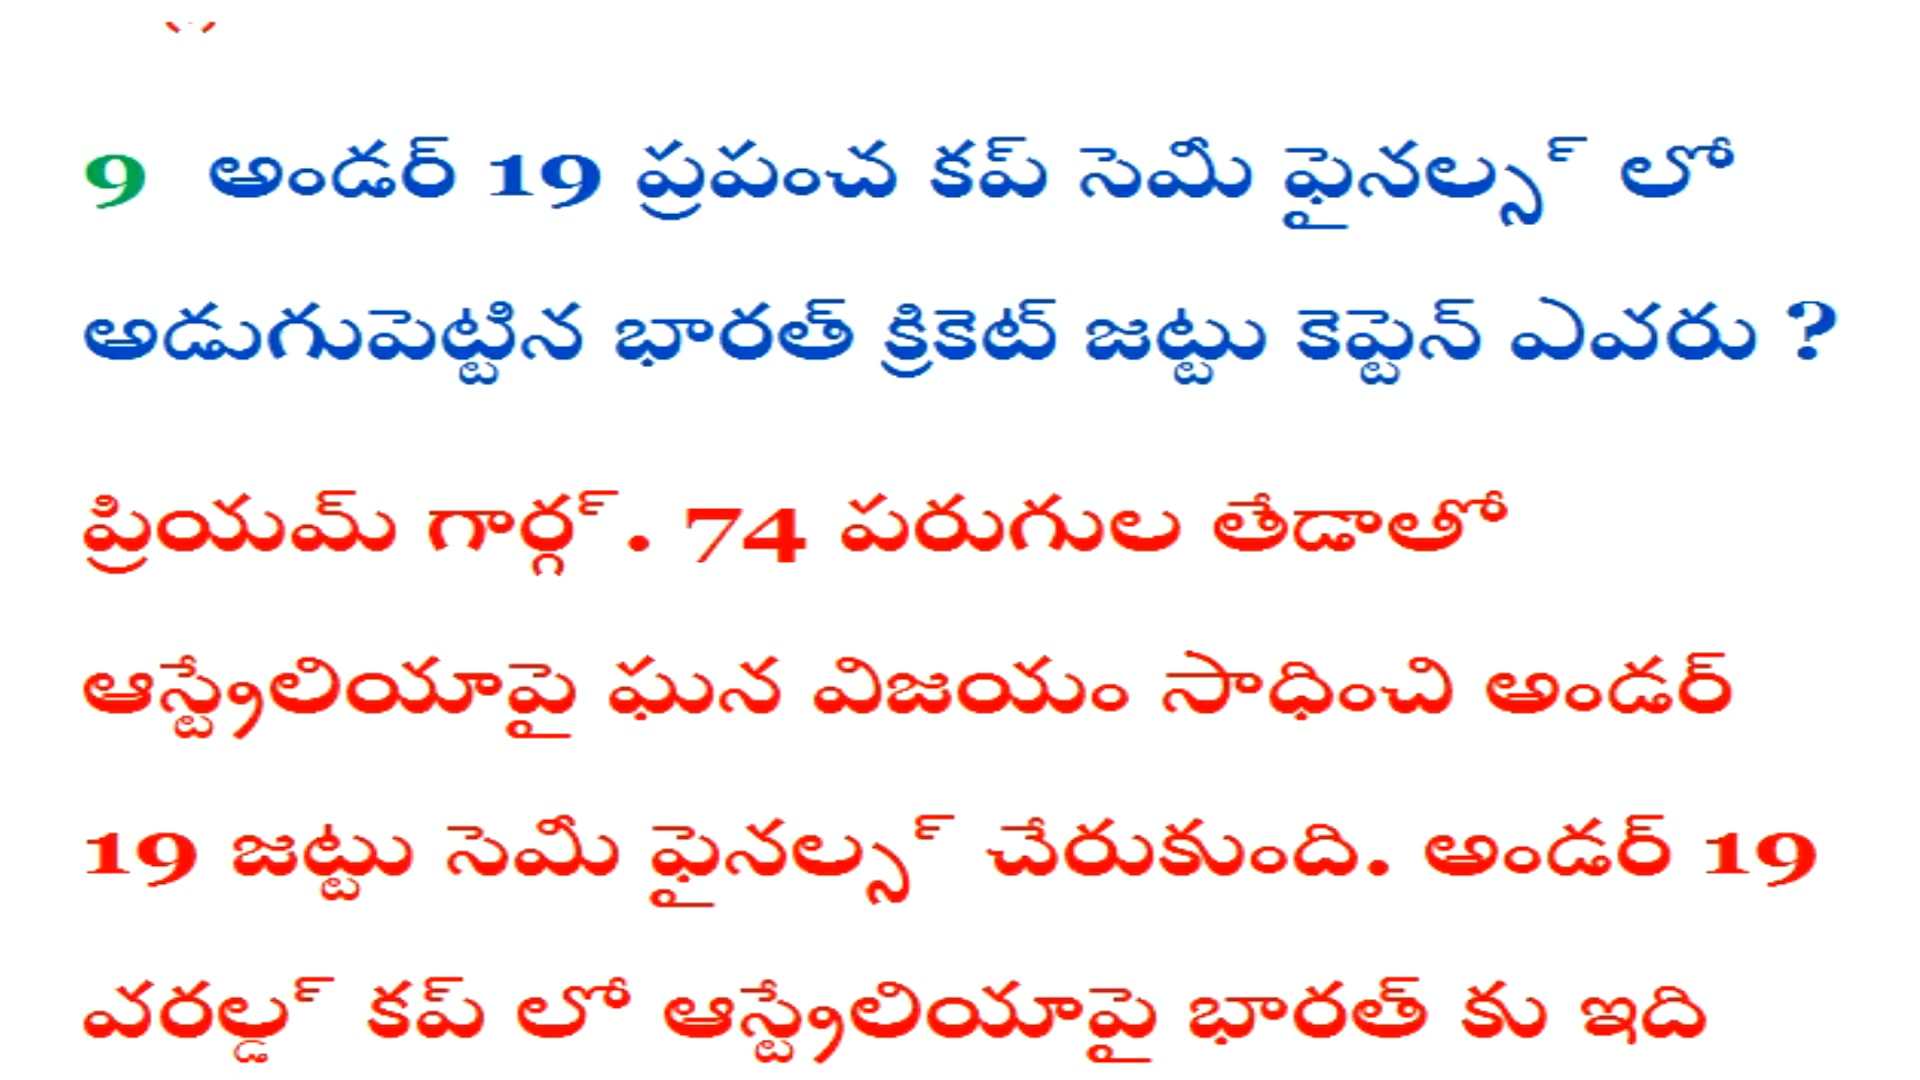 9 అండర్ 19 ప్రపంచ కప్ సెమీ ఫైనల్స్ లో
అడుగుపెట్టిన భారత్ క్రికెట్ జట్టు కెప్టెన్ ఎవరు ?
ప్రియమ్ గార్గ్. 74 పరుగుల తేడాతో
ఆస్ట్రేలియాపై ఘన విజయం సాధించి అండర్
19 జట్టు సెమీ ఫైనల్స్ చేరుకుంది. అండర్ 19
వరల్డ్ కప్ లో ఆస్ట్రేలియాపై భారత్ కు ఇది